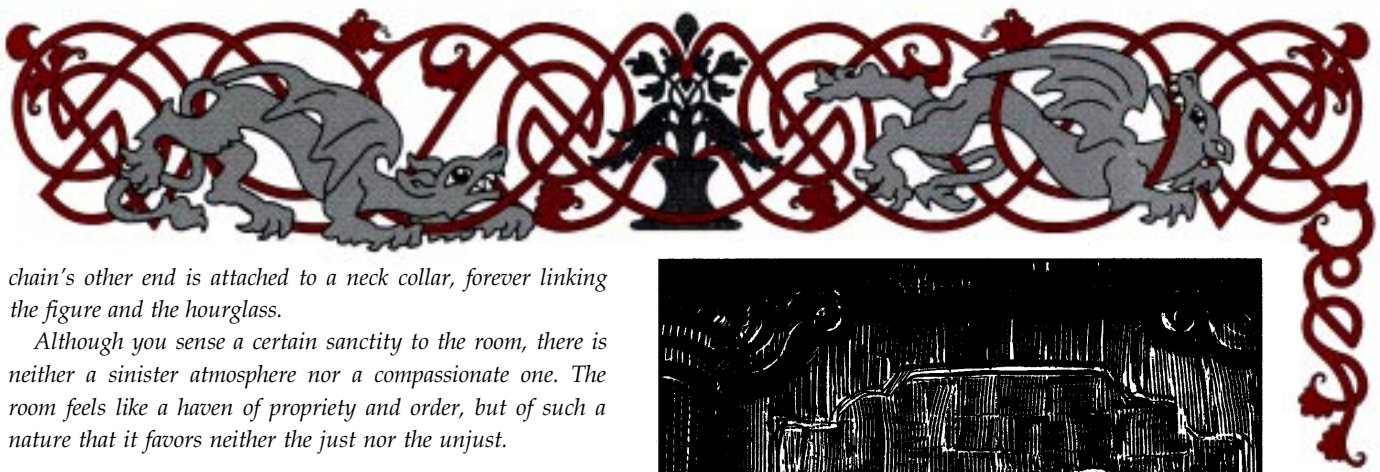 chain's other end is attached to a neck collar, forever linking
the figure and the hourglass.
Although you sense a certain sanctity to the room, there is
neither a sinister atmosphere nor a compassionate one. The
room feels like a haven of propriety and order, but of such a
nature that it favors neither the just nor the unjust.